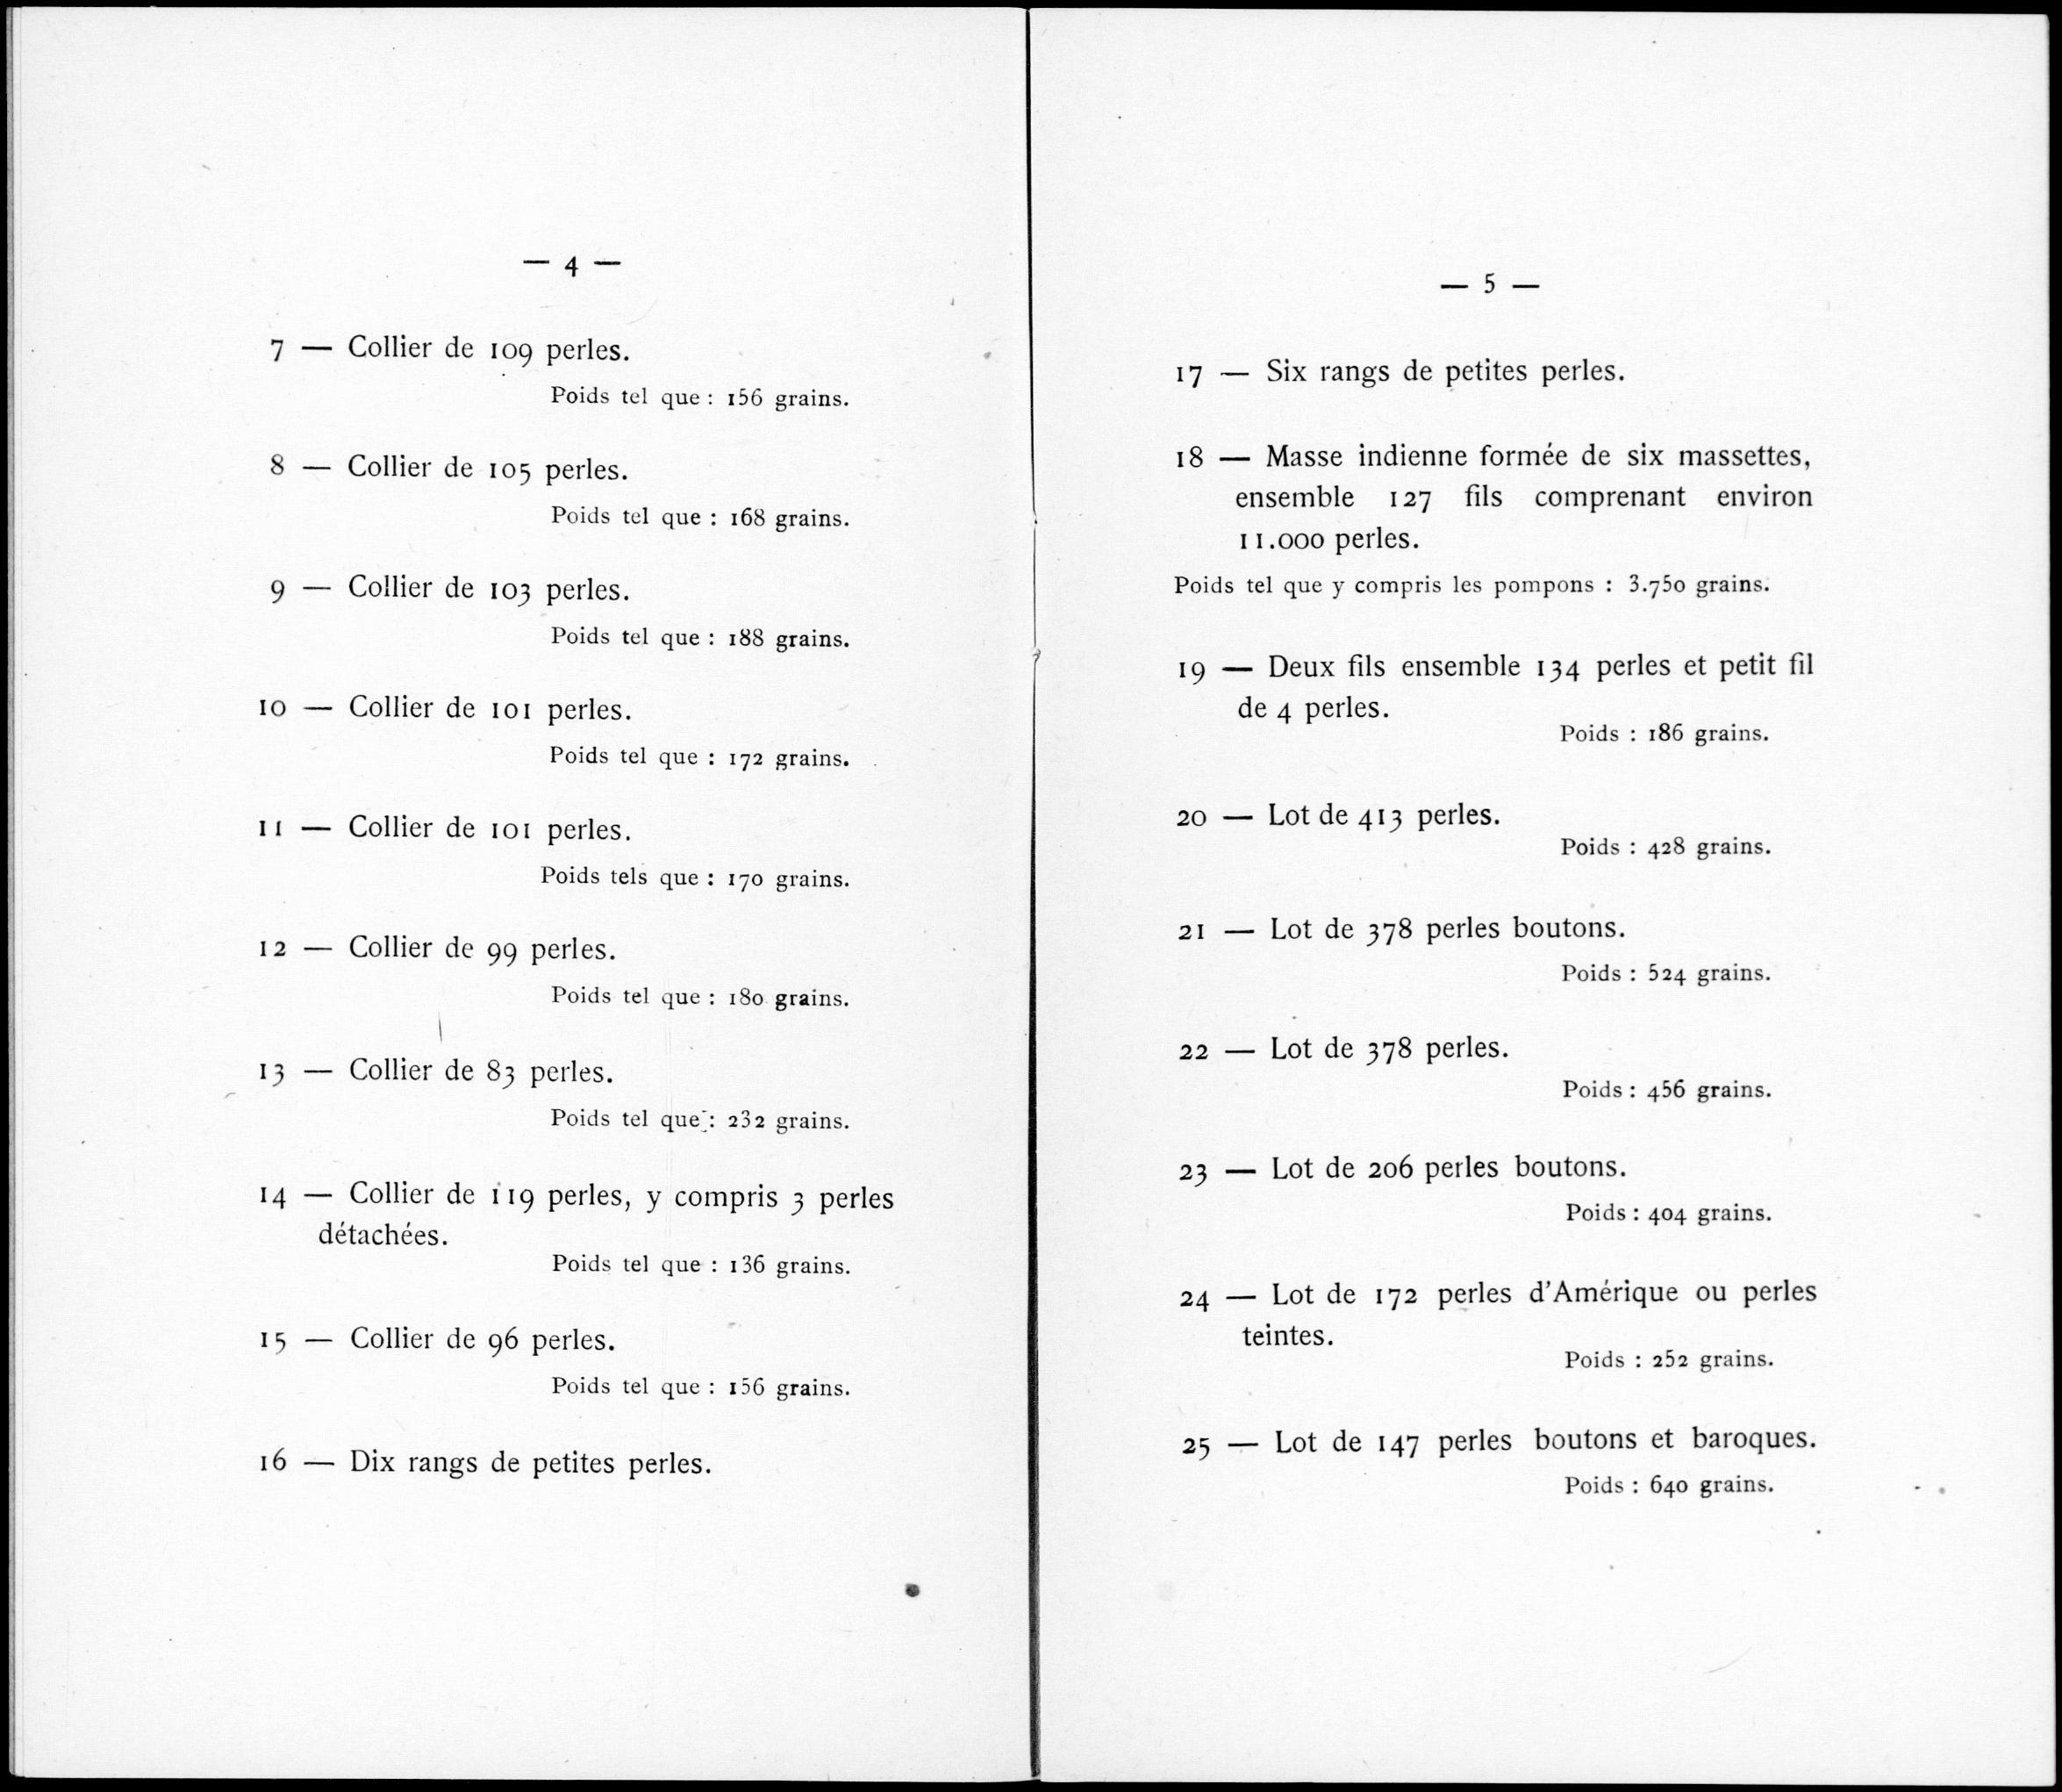 — 4 —
7 — Collier de 109 perles.
Poids tel que : 156 grains.
8 — Collier de 105 perles.
Poids tel que : 168 grains.
9 — Collier de 103 perles.
Poids tel que : 188 grains.
10 — Collier de 101 perles.
Poids tel que : 172 grains.
11 — Collier de 101 perles.
Poids tels que : 170 grains.
12 — Collier de 99 perles.
Poids tel que : 180 grains.
13 — Collier de 83 perles.
Poids tel que : 232 grains.
14 — Collier de 119 perles, y compris 3 perles
détachées.
Poids tel que : 136 grains.
15 — Collier de 96 perles.
Poids tel que : 156 grains.
16 — Dix rangs de petites perles.
— 5 —
17 — Six rangs de petites perles.
18 — Masse indienne formée de six massettes,
ensemble 127 fils comprenant environ
11.000 perles.
Poids tel que y compris les pompons : 3.750 grains.
19 — Deux fils ensemble 134 perles et petit fil
de 4 perles.
Poids : 186 grains.
20 — Lot de 413 perles.
Poids : 428 grains.
21 — Lot de 378 perles boutons.
Poids : 524 grains.
22 — Lot de 378 perles.
Poids : 456 grains.
23 — Lot de 206 perles boutons.
Poids : 404 grains.
24 — Lot de 172 perles d'Amérique ou perles
teintes.
Poids : 252 grains.
25 — Lot de 147 perles boutons et baroques.
Poids : 640 grains.